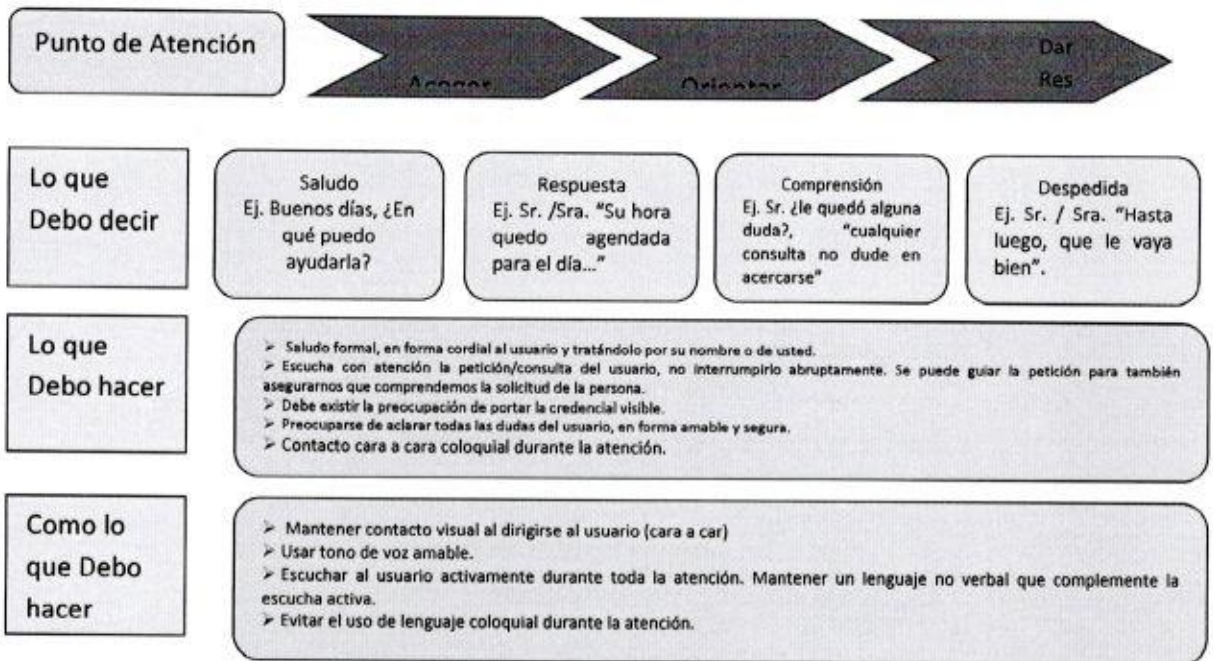 Punto de Atención
Acoger
Orientar
Dar
Res
Lo que
Debo decir
Saludo
Ej. Buenos días, ¿En
qué puedo
ayudarla?
Respuesta
Ej. Sr. /Sra. "Su hora
quedo agendada
para el día..."
Comprensión
Ej. Sr. ¿le quedó alguna
duda?, "cualquier
consulta no dude en
acercarse"
Despedida
Ej. Sr. / Sra. "Hasta
luego, que le vaya
bien".
Lo que
Debo hacer
➢ Saludo formal, en forma cordial al usuario y tratándolo por su nombre o de usted.
➢ Escucha con atención la petición/consulta del usuario, no interrumpirlo abruptamente. Se puede guiar la petición para también
asegurarnos que comprendemos la solicitud de la persona.
➢ Debe existir la preocupación de portar la credencial visible.
➢ Preocuparse de aclarar todas las dudas del usuario, en forma amable y segura.
➢ Contacto cara a cara coloquial durante la atención.
Como lo
que Debo
hacer
➢ Mantener contacto visual al dirigirse al usuario (cara a car)
➢ Usar tono de voz amable.
➢ Escuchar al usuario activamente durante toda la atención. Mantener un lenguaje no verbal que complemente la
escucha activa.
➢ Evitar el uso de lenguaje coloquial durante la atención.